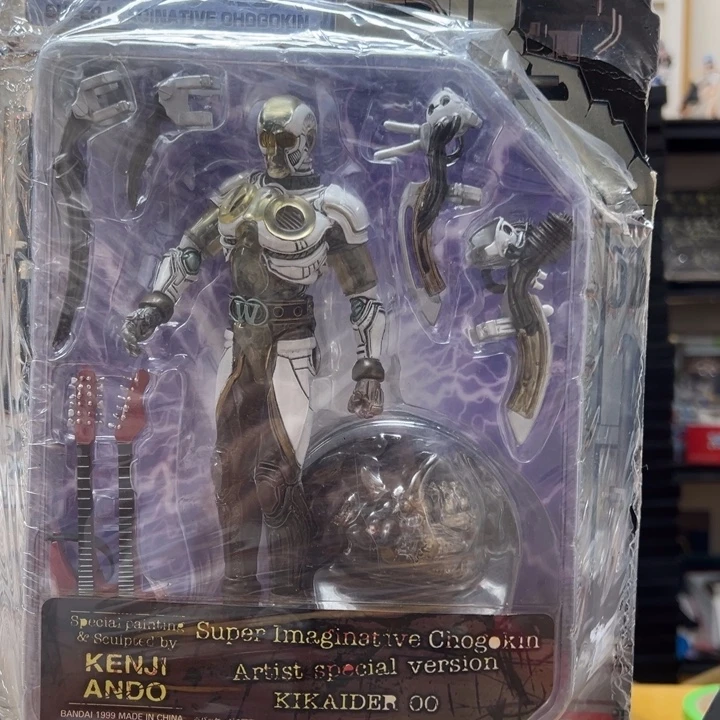 IMAGINATIVE CHOGOKIN
W
Special painting
& Sculpted by
KENJI
ANDO
BANDAI 1999 MADE IN CHINA
Super Imaginative Chogokin
Artist special version
KIKAIDER 00